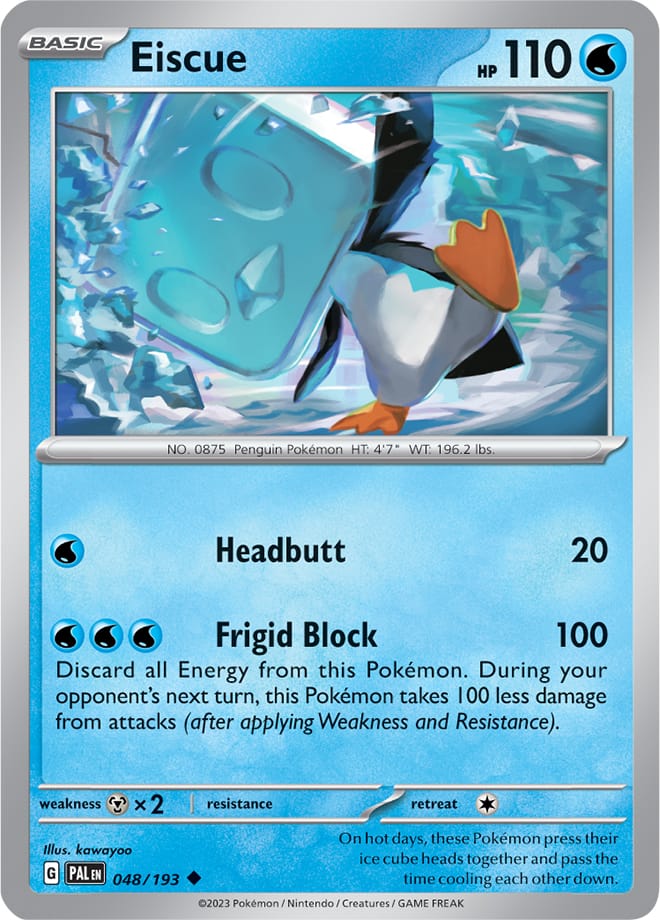 BASIC
Eiscue
HP 110
NO. 0875 Penguin Pokémon HT: 4'7" WT: 196.2 lbs.
Headbutt 20
Frigid Block 100
Discard all Energy from this Pokémon. During your
opponent's next turn, this Pokémon takes 100 less damage
from attacks (after applying Weakness and Resistance).
weakness ×2 resistance retreat
Illus. kawayoo
On hot days, these Pokémon press their
ice cube heads together and pass the
time cooling each other down.
G PAL EN 048/193
©2023 Pokémon / Nintendo / Creatures / GAME FREAK